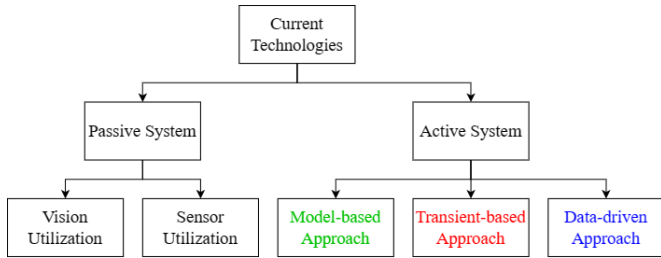 Current
Technologies
Passive System
Active System
Vision
Utilization
Sensor
Utilization
Model-based
Approach
Transient-based
Approach
Data-driven
Approach